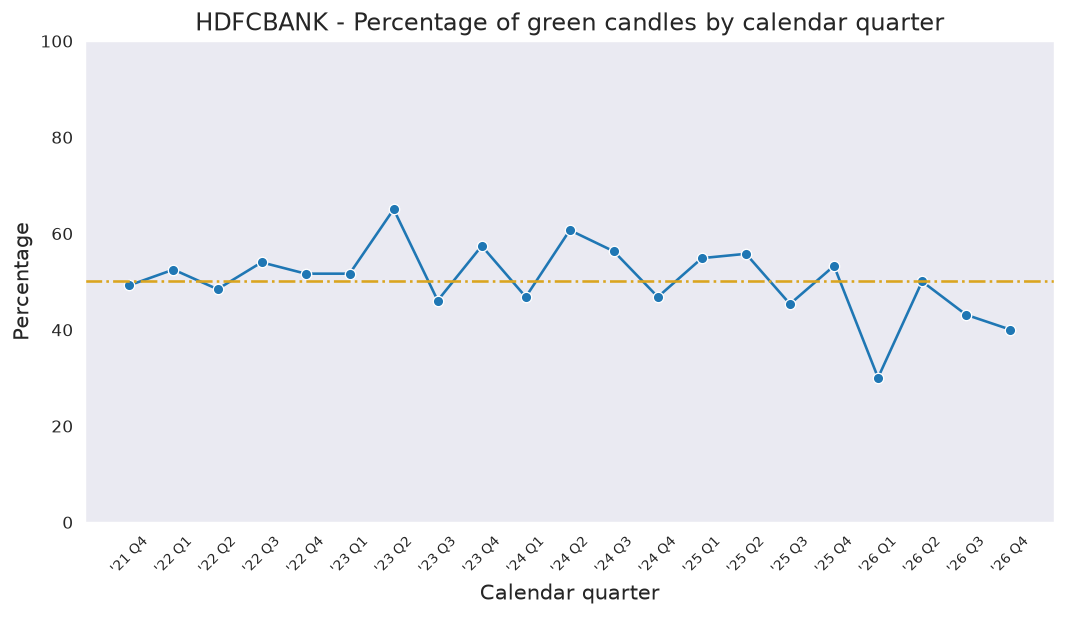 HDFCBANK - Percentage of green candles by calendar quarter
100
80
60
40
20
0
Percentage
'21 Q4
'22 Q1
'22 Q2
'22 Q3
'22 Q4
'23 Q1
'23 Q2
'23 Q3
'23 Q4
'24 Q1
'24 Q2
'24 Q3
'24 Q4
'25 Q1
'25 Q2
'25 Q3
'25 Q4
'26 Q1
'26 Q2
'26 Q3
'26 Q4
Calendar quarter